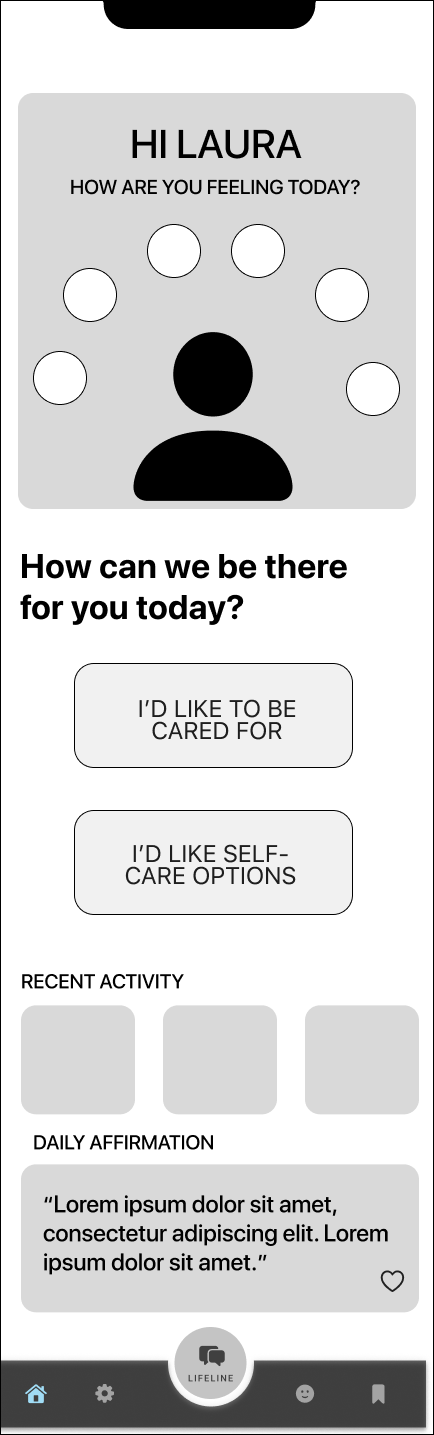 HI LAURA
HOW ARE YOU FEELING TODAY?
How can we be there
for you today?
I’D LIKE TO BE
CARED FOR
I’D LIKE SELF-
CARE OPTIONS
RECENT ACTIVITY
DAILY AFFIRMATION
“Lorem ipsum dolor sit amet,
consectetur adipiscing elit. Lorem
ipsum dolor sit amet.”
LIFELINE